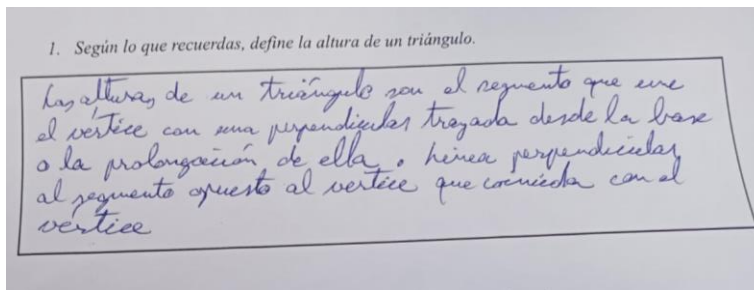 1. Según lo que recuerdas, define la altura de un triángulo.
Las alturas de un triángulo son el segmento que une
el vértice con una perpendicular trazada desde la base
o la prolongación de ella. Línea perpendicular
al segmento opuesto al vertice que coincida con el
vértice